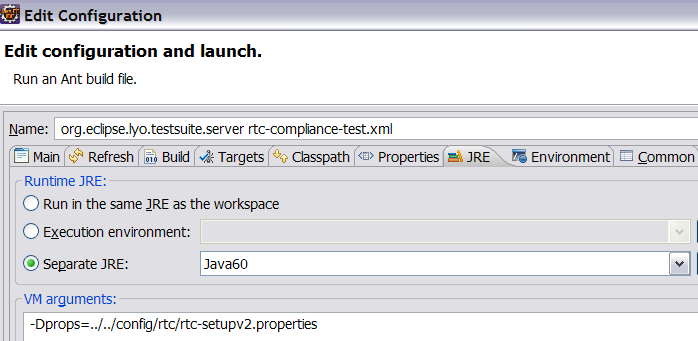 Edit Configuration
Edit configuration and launch.
Run an Ant build file.
Name: org.eclipse.lyo.testsuite.server rtc-compliance-test.xml
Main Refresh Build Targets Classpath Properties JRE Environment Common
Runtime JRE:
Run in the same JRE as the workspace
Execution environment:
Separate JRE: Java60
VM arguments:
-Dprops=../../config/rtc/rtc-setupv2.properties